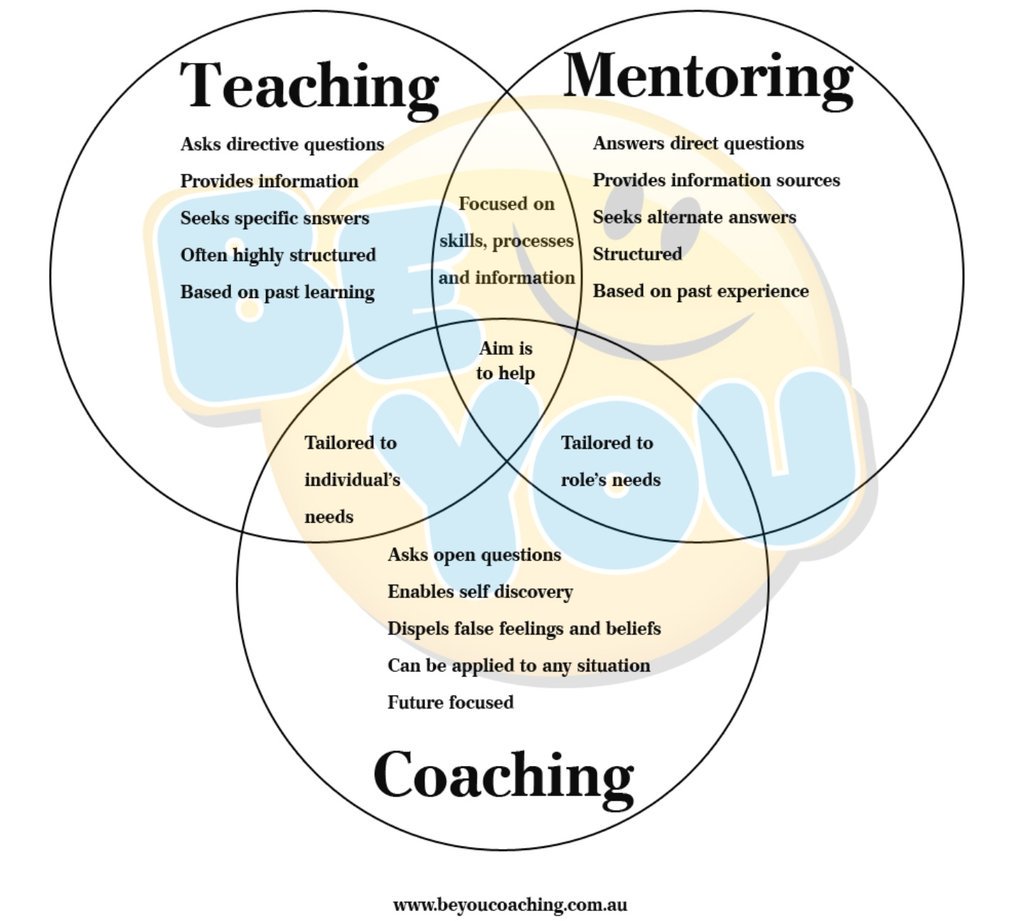 Teaching
Asks directive questions
Provides information
Seeks specific snswers
Often highly structured
Based on past learning
Mentoring
Answers direct questions
Provides information sources
Seeks alternate answers
Structured
Based on past experience
Focused on
skills, processes
and information
Aim is
to help
Tailored to
individual's
needs
Tailored to
role's needs
Asks open questions
Enables self discovery
Dispels false feelings and beliefs
Can be applied to any situation
Future focused
Coaching
BE
YOU
www.beyoucoaching.com.au